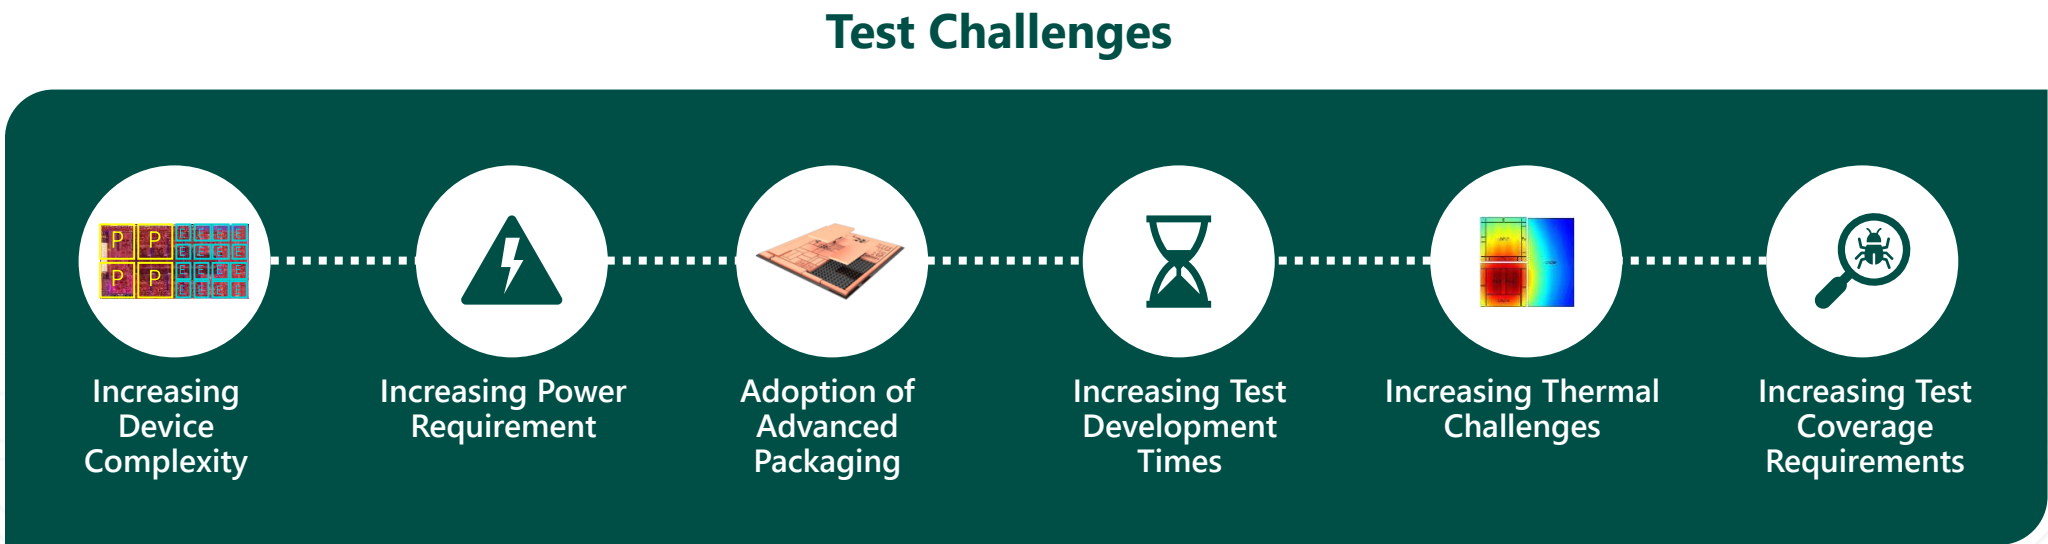 Test Challenges
P P
P P
Increasing
Device
Complexity
Increasing Power
Requirement
Adoption of
Advanced
Packaging
Increasing Test
Development
Times
Increasing Thermal
Challenges
Increasing Test
Coverage
Requirements